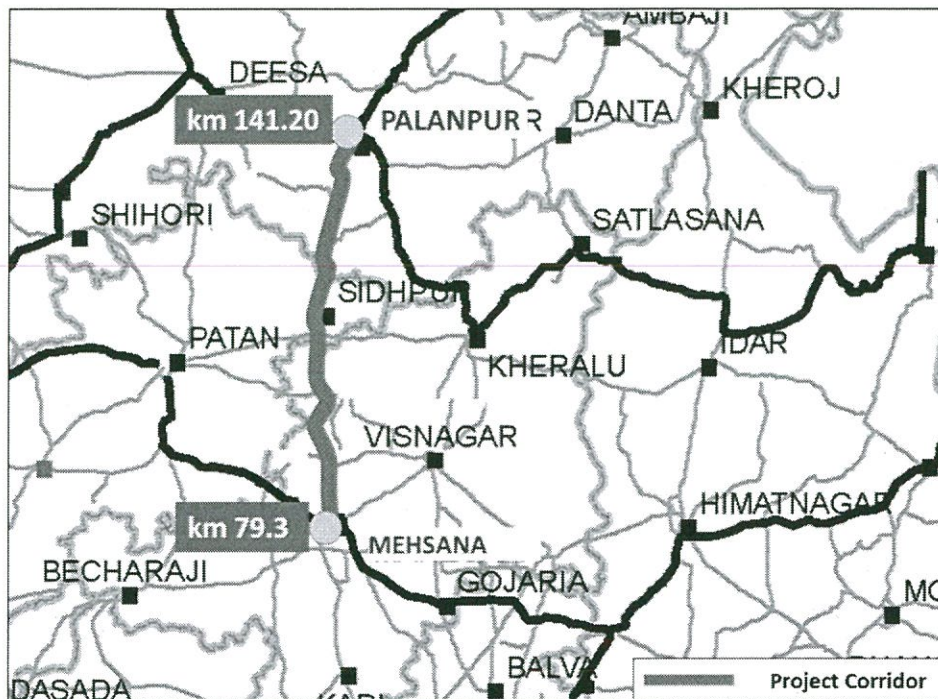 AMBAJI
DEESA
KHEROJ
km 141.20
PALANPUR R
DANTA
SHIHORI
SATLASANA
SIDHPUR
PATAN
KHERALU
IDAR
VISNAGAR
HIMATNAGAR
km 79.3
MEHSANA
BECHARAJI
GOJARIA
MO
BALVA
Project Corridor
DASADA